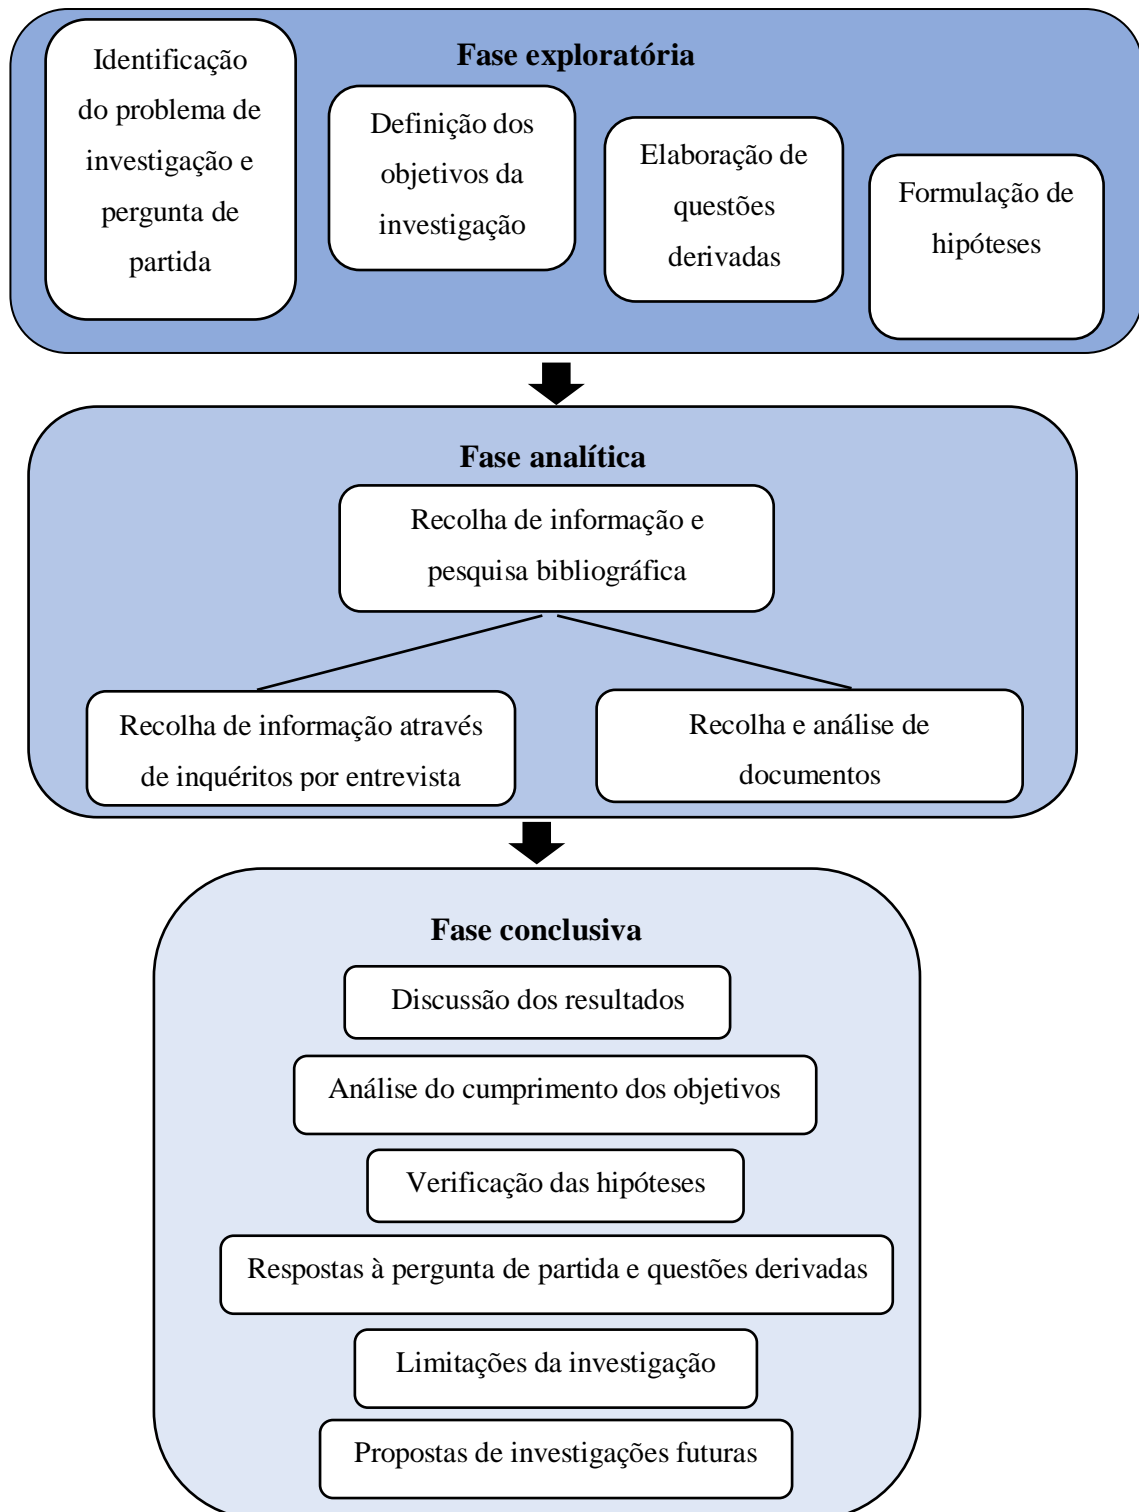 Fase exploratória
Identificação
do problema de
investigação e
pergunta de
partida
Definição dos
objetivos da
investigação
Elaboração de
questões
derivadas
Formulação de
hipóteses
Fase analítica
Recolha de informação e
pesquisa bibliográfica
Recolha de informação através
de inquéritos por entrevista
Recolha e análise de
documentos
Fase conclusiva
Discussão dos resultados
Análise do cumprimento dos objetivos
Verificação das hipóteses
Respostas à pergunta de partida e questões derivadas
Limitações da investigação
Propostas de investigações futuras